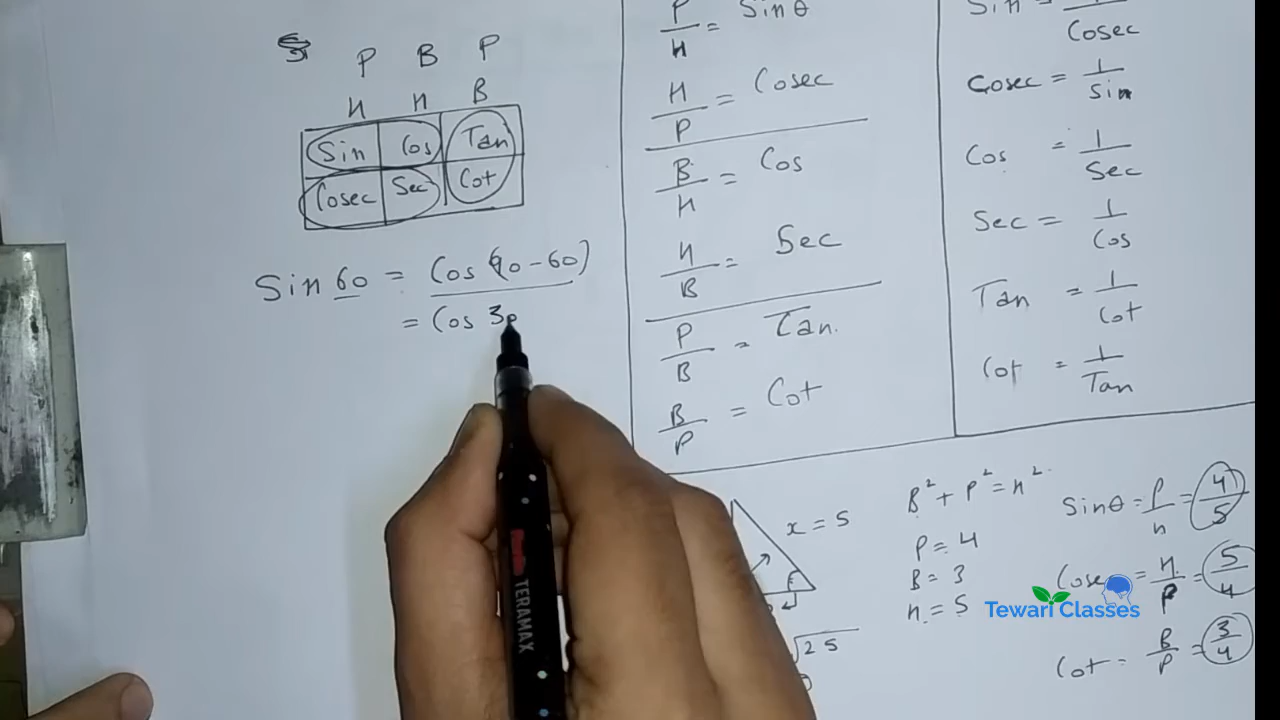 P B P
H H B
Sin Cos Tan
Cosec Sec Cot
Sin 60 = Cos (90 - 60)
= Cos 30
P/H = Sin θ
H/P = Cosec
B/H = Cos
H/B = Sec
P/B = Tan.
B/P = Cot
Sin = 1/Cosec
Cosec = 1/Sin
Cos = 1/Sec
Sec = 1/Cos
Tan = 1/Cot
Cot = 1/Tan
x = 5
√25
B² + P² = H²
P = 4
B = 3
H = 5
Sin θ = P/H = 4/5
Cosec = H/P = 5/4
Cot = B/P = 3/4
Tewari Classes
TERAMAX